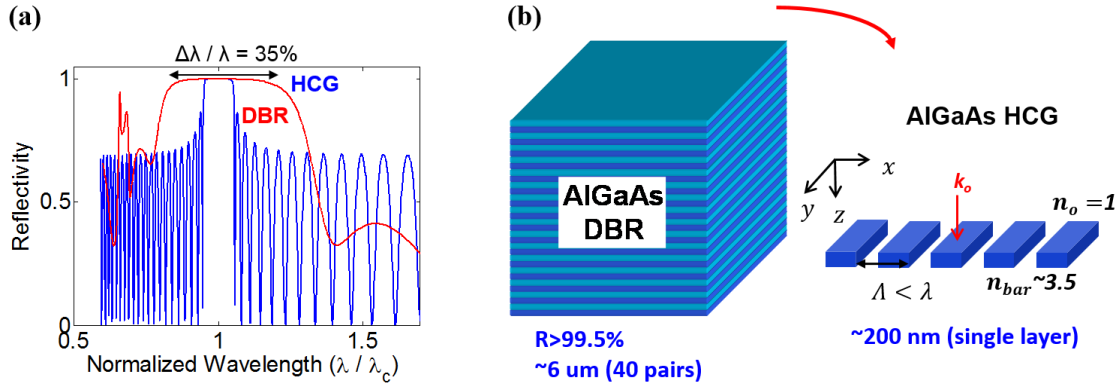 (a)
Δλ / λ = 35%
HCG
DBR
Reflectivity
1
0.5
0
0.5
1
1.5
Normalized Wavelength (λ / λc)
(b)
AlGaAs
DBR
R>99.5%
~6 um (40 pairs)
AlGaAs HCG
x
y
z
ko
no =1
Λ < λ
nbar~3.5
~200 nm (single layer)